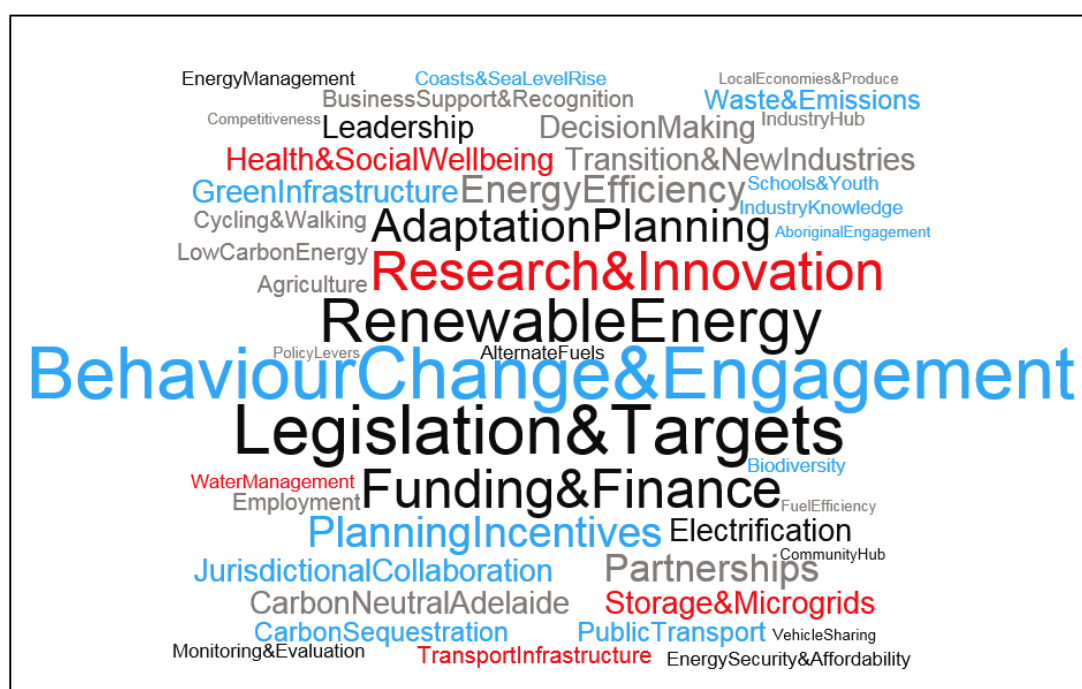 EnergyManagement Coasts&SeaLevelRise LocalEconomies&Produce
BusinessSupport&Recognition Waste&Emissions
Competitiveness Leadership DecisionMaking IndustryHub
Health&SocialWellbeing Transition&NewIndustries
GreenInfrastructure EnergyEfficiency Schools&Youth
IndustryKnowledge
Cycling&Walking AdaptationPlanning AboriginalEngagement
LowCarbonEnergy
Agriculture Research&Innovation
RenewableEnergy
PolicyLevers AlternateFuels
BehaviourChange&Engagement
Legislation&Targets
Biodiversity
WaterManagement
Employment Funding&Finance FuelEfficiency
PlanningIncentives Electrification
CommunityHub
JurisdictionalCollaboration Partnerships
CarbonNeutralAdelaide Storage&Microgrids
CarbonSequestration PublicTransport VehicleSharing
Monitoring&Evaluation TransportInfrastructure EnergySecurity&Affordability